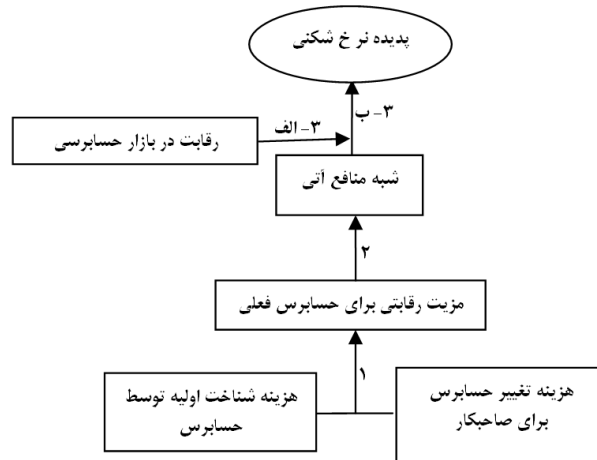 پدیده نر خ شکنی
۳- ب
۳- الف
رقابت در بازار حسابرسی
شبه منافع آتی
۲
مزیت رقابتی برای حسابرس فعلی
۱
هزینه تغییر حسابرس
برای صاحبکار
هزینه شناخت اولیه توسط
حسابرس